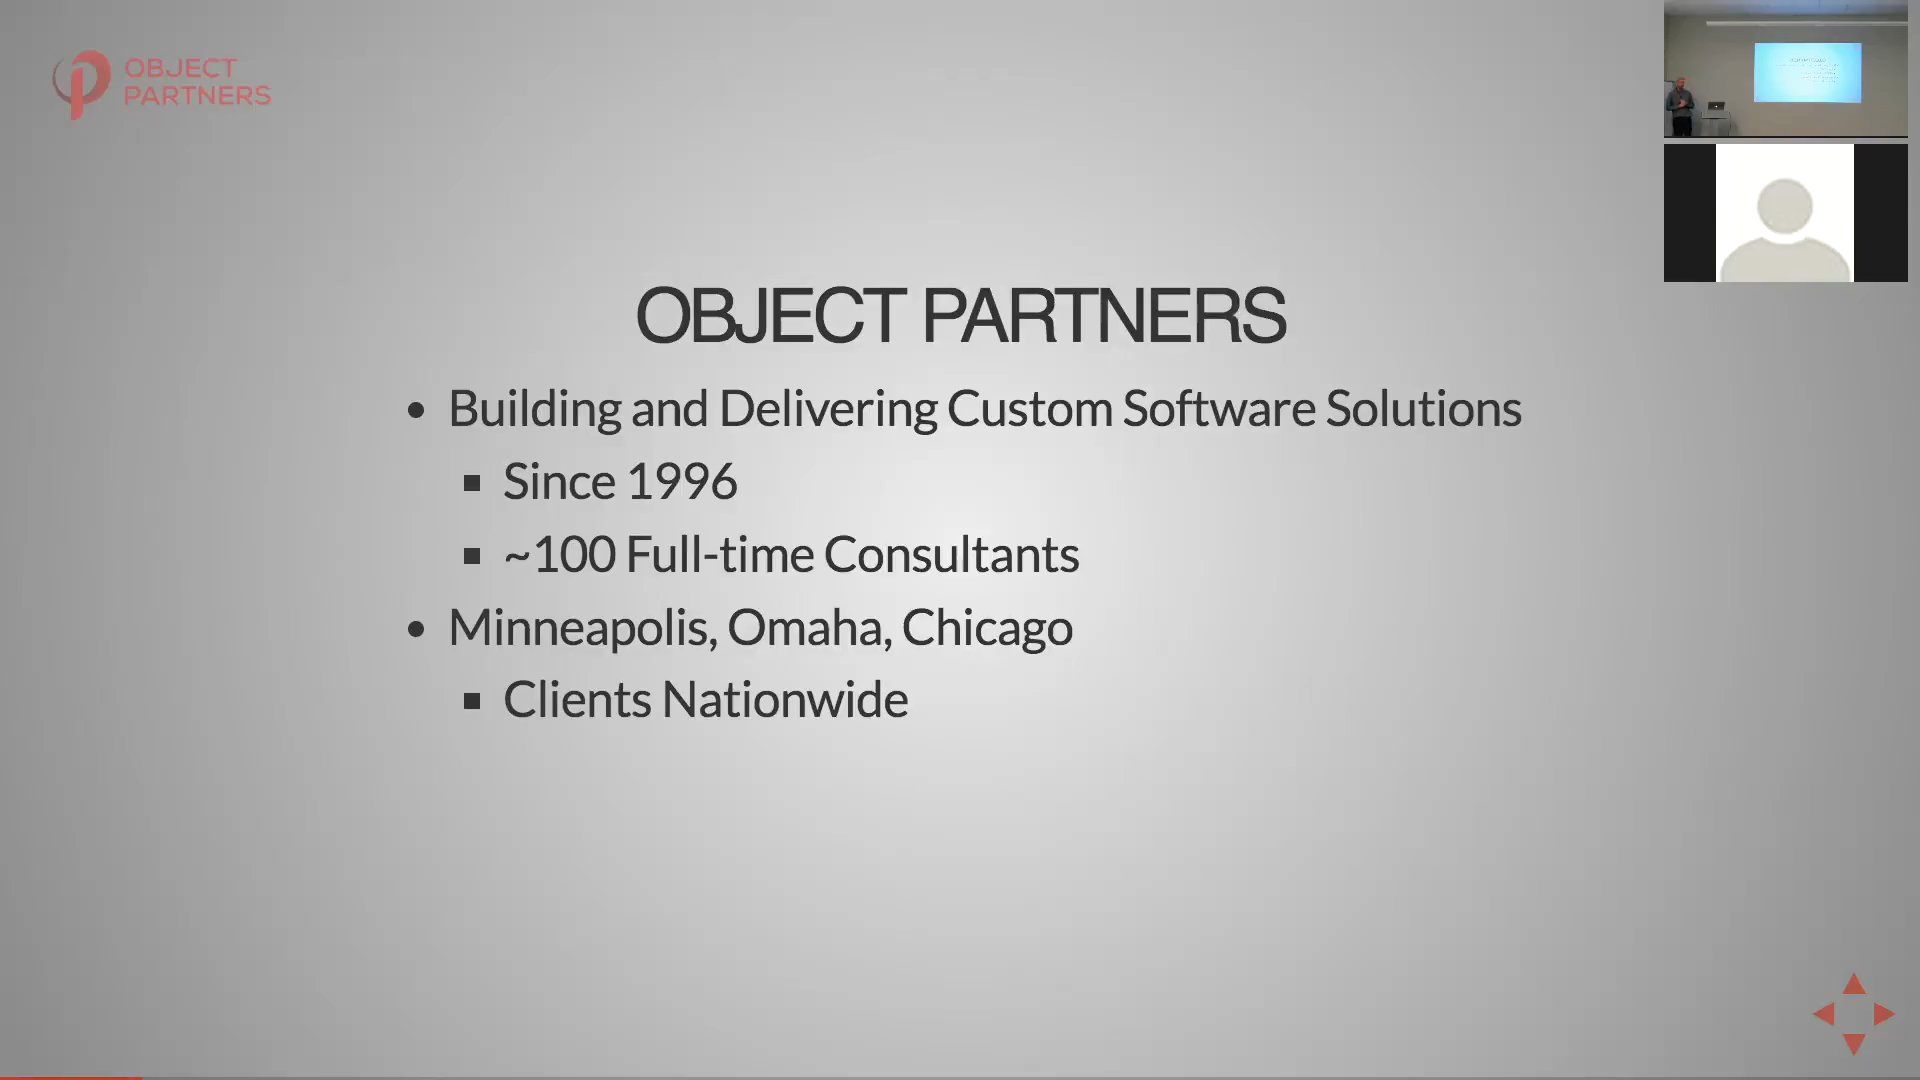 OBJECT
PARTNERS
OBJECT PARTNERS
• Building and Delivering Custom Software Solutions
▪ Since 1996
▪ ~100 Full-time Consultants
• Minneapolis, Omaha, Chicago
▪ Clients Nationwide